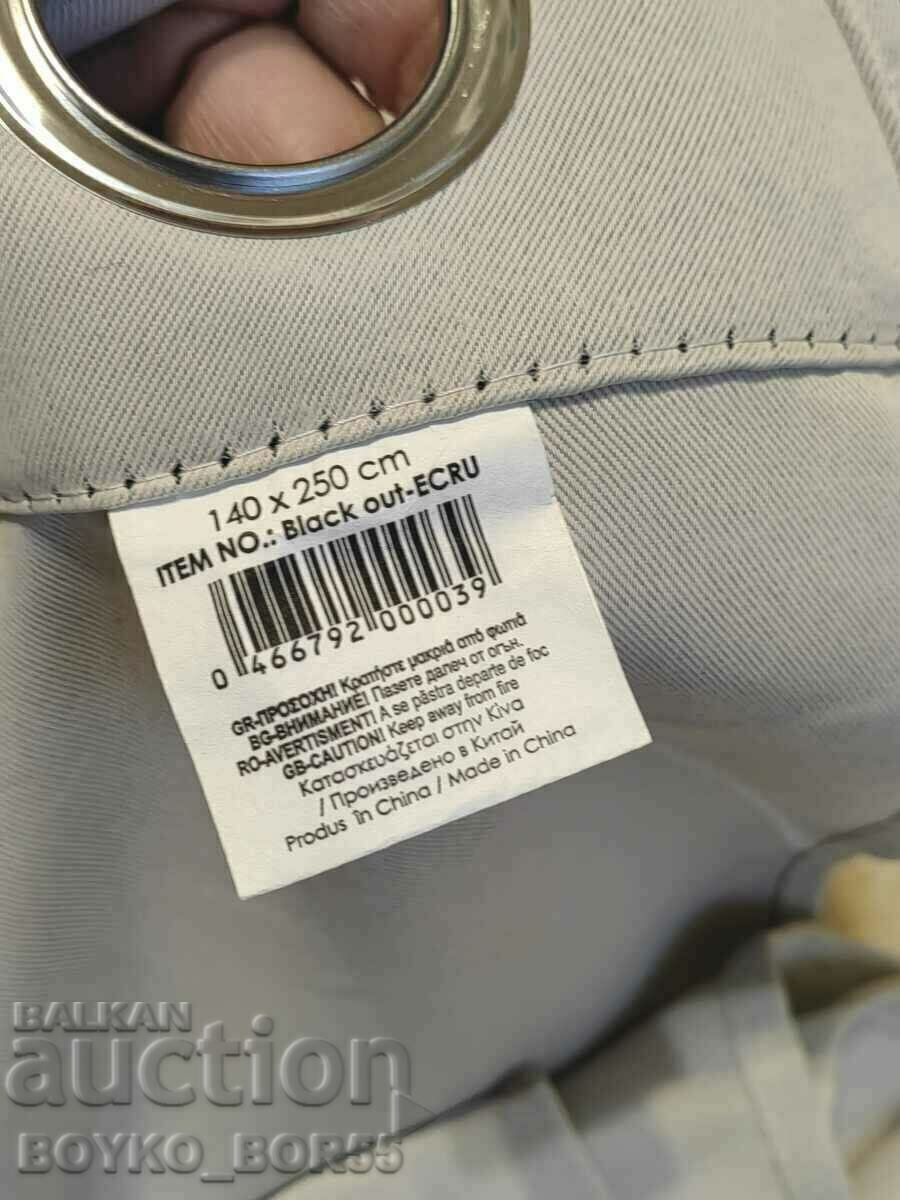 140 x 250 cm
ITEM NO.: Black out-ECRU
0 466792 000039
GR-ΠΡΟΣΟΧΗ! Κρατήστε μακριά από φωτιά
BG-ВНИМАНИЕ! Пазете далеч от огън.
RO-AVERTISMENT! A se păstra departe de foc
GB-CAUTION! Keep away from fire
Κατασκευάζεται στην Κίνα
/ Произведено в Китай
Produs în China / Made in China
BALKAN
auction
BOYKO_BOR55